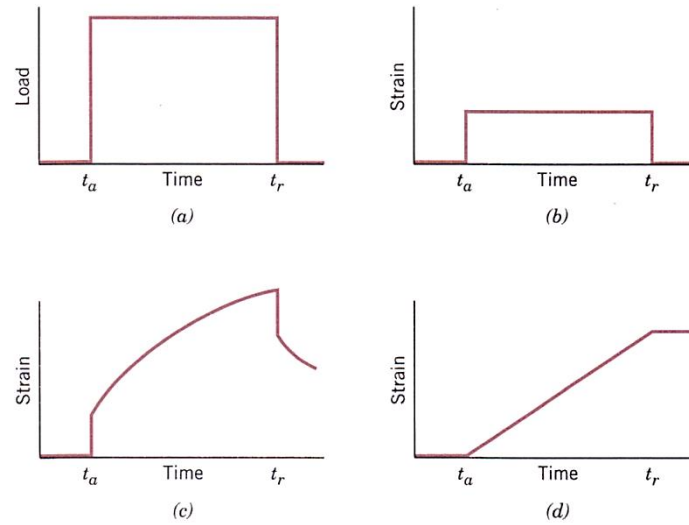 Load
t_a Time t_r
(a)
Strain
t_a Time t_r
(b)
Strain
t_a Time t_r
(c)
Strain
t_a Time t_r
(d)